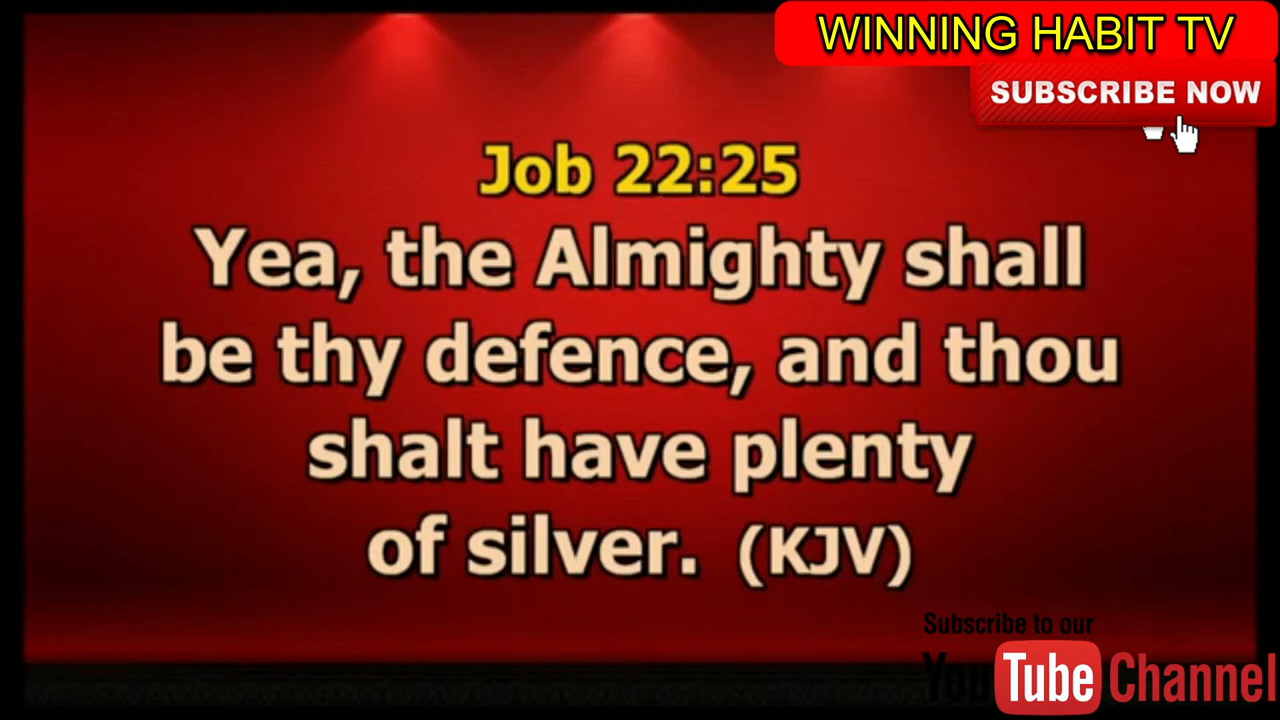 WINNING HABIT TV
SUBSCRIBE NOW
Job 22:25
Yea, the Almighty shall
be thy defence, and thou
shalt have plenty
of silver. (KJV)
Subscribe to our
YouTube Channel